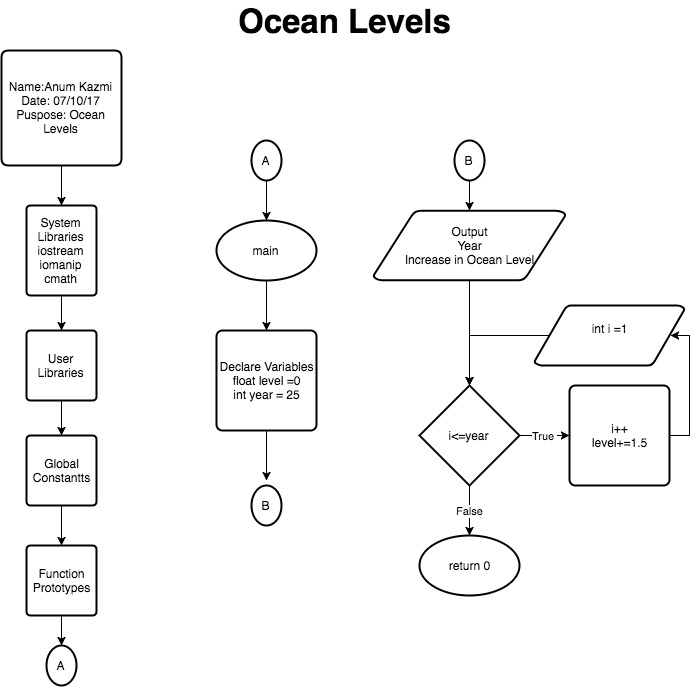 Ocean Levels
Name:Anum Kazmi
Date: 07/10/17
Puspose: Ocean
Levels
System
Libraries
iostream
iomanip
cmath
User
Libraries
Global
Constantts
Function
Prototypes
A
A
main
Declare Variables
float level =0
int year = 25
B
B
Output
Year
Increase in Ocean Level
int i =1
i<=year
True
i++
level+=1.5
False
return 0